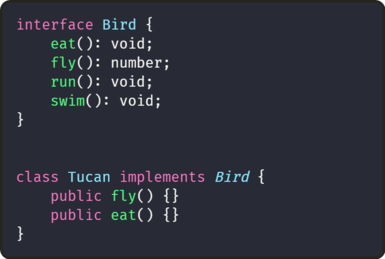 interface Bird {
    eat(): void;
    fly(): number;
    run(): void;
    swim(): void;
}
class Tucan implements Bird {
    public fly() {}
    public eat() {}
}